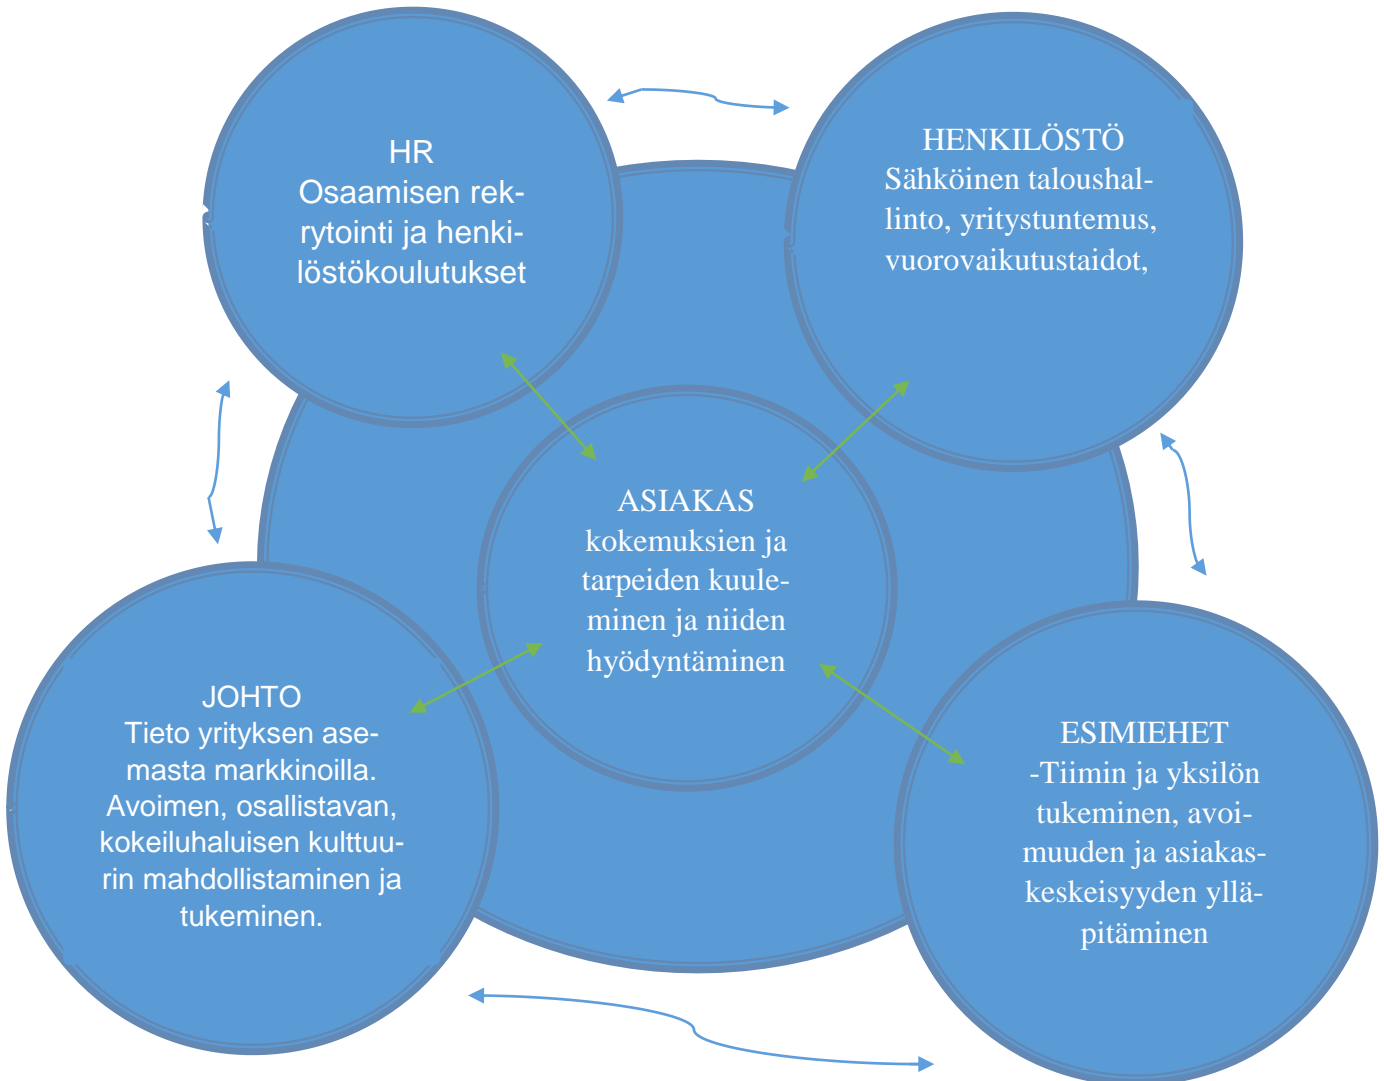 HR
Osaamisen rek-
rytointi ja henki-
löstökoulutukset
HENKILÖSTÖ
Sähköinen taloushal-
linto, yritystuntemus,
vuorovaikutustaidot,
ASIAKAS
kokemuksien ja
tarpeiden kuule-
minen ja niiden
hyödyntäminen
JOHTO
Tieto yrityksen ase-
masta markkinoilla.
Avoimen, osallistavan,
kokeiluhaluisen kulttuu-
rin mahdollistaminen ja
tukeminen.
ESIMIEHET
-Tiimin ja yksilön
tukeminen, avoi-
muuden ja asiakas-
keskeisyyden yllä-
pitäminen